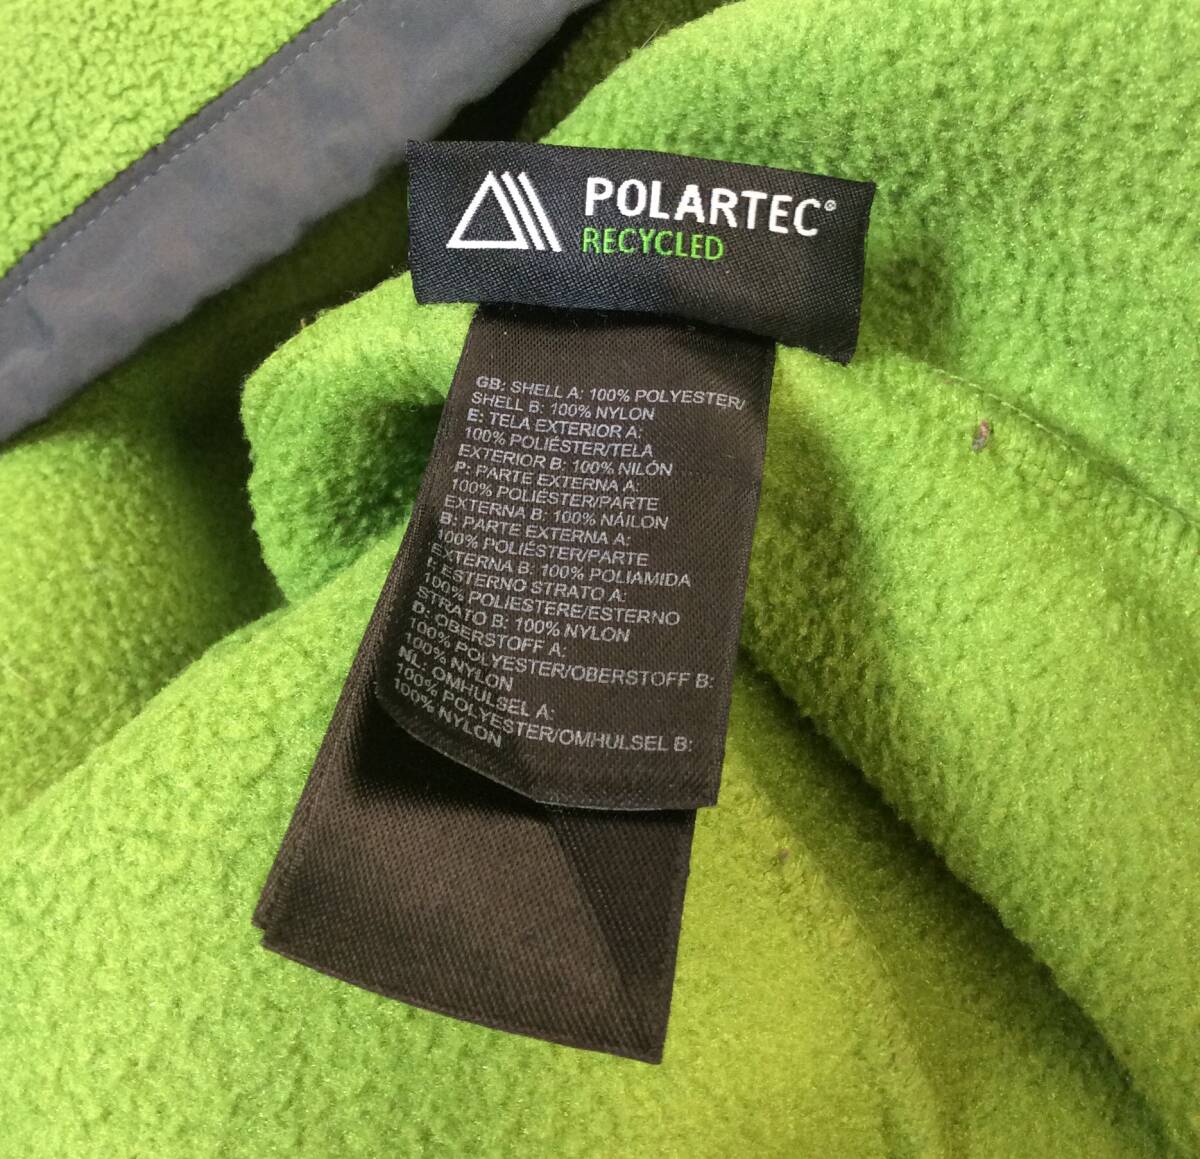 POLARTEC®
RECYCLED
GB: SHELL A: 100% POLYESTER/
SHELL B: 100% NYLON
E: TELA EXTERIOR A:
100% POLIÉSTER/TELA
EXTERIOR B: 100% NILÓN
P: PARTE EXTERNA A:
100% POLIÉSTER/PARTE
EXTERNA B: 100% NÁILON
B: PARTE EXTERNA A:
100% POLIÉSTER/PARTE
EXTERNA B: 100% POLIAMIDA
I: ESTERNO STRATO A:
100% POLIESTERE/ESTERNO
STRATO B: 100% NYLON
D: OBERSTOFF A:
100% POLYESTER/OBERSTOFF B:
100% NYLON
NL: OMHULSEL A:
100% POLYESTER/OMHULSEL B:
100% NYLON